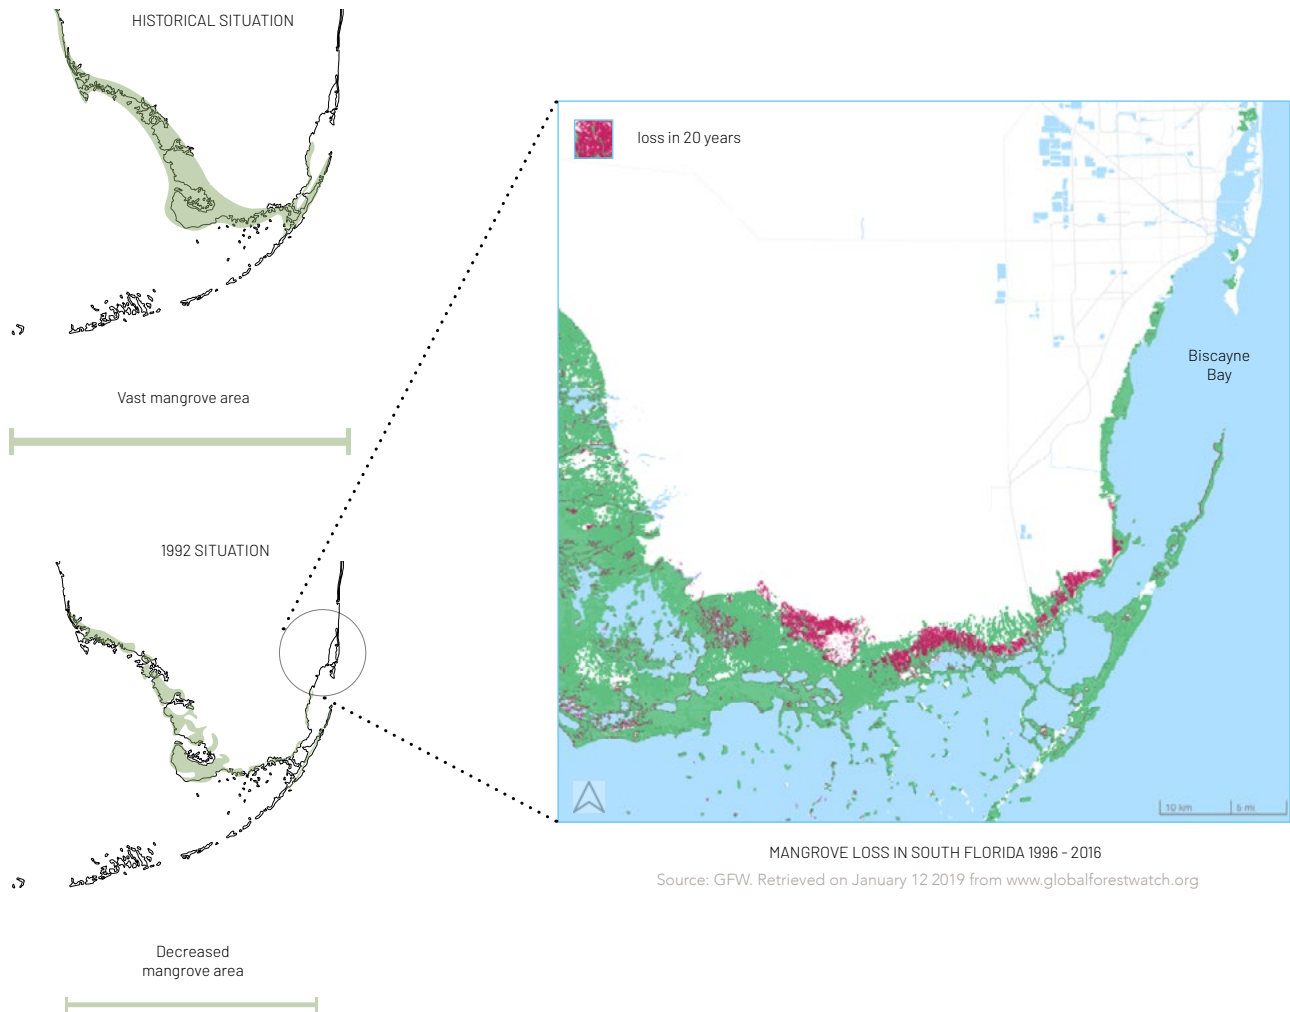 HISTORICAL SITUATION
Vast mangrove area
1992 SITUATION
Decreased
mangrove area
loss in 20 years
Biscayne
Bay
10 km
5 mi
MANGROVE LOSS IN SOUTH FLORIDA 1996 - 2016
Source: GFW. Retrieved on January 12 2019 from www.globalforestwatch.org